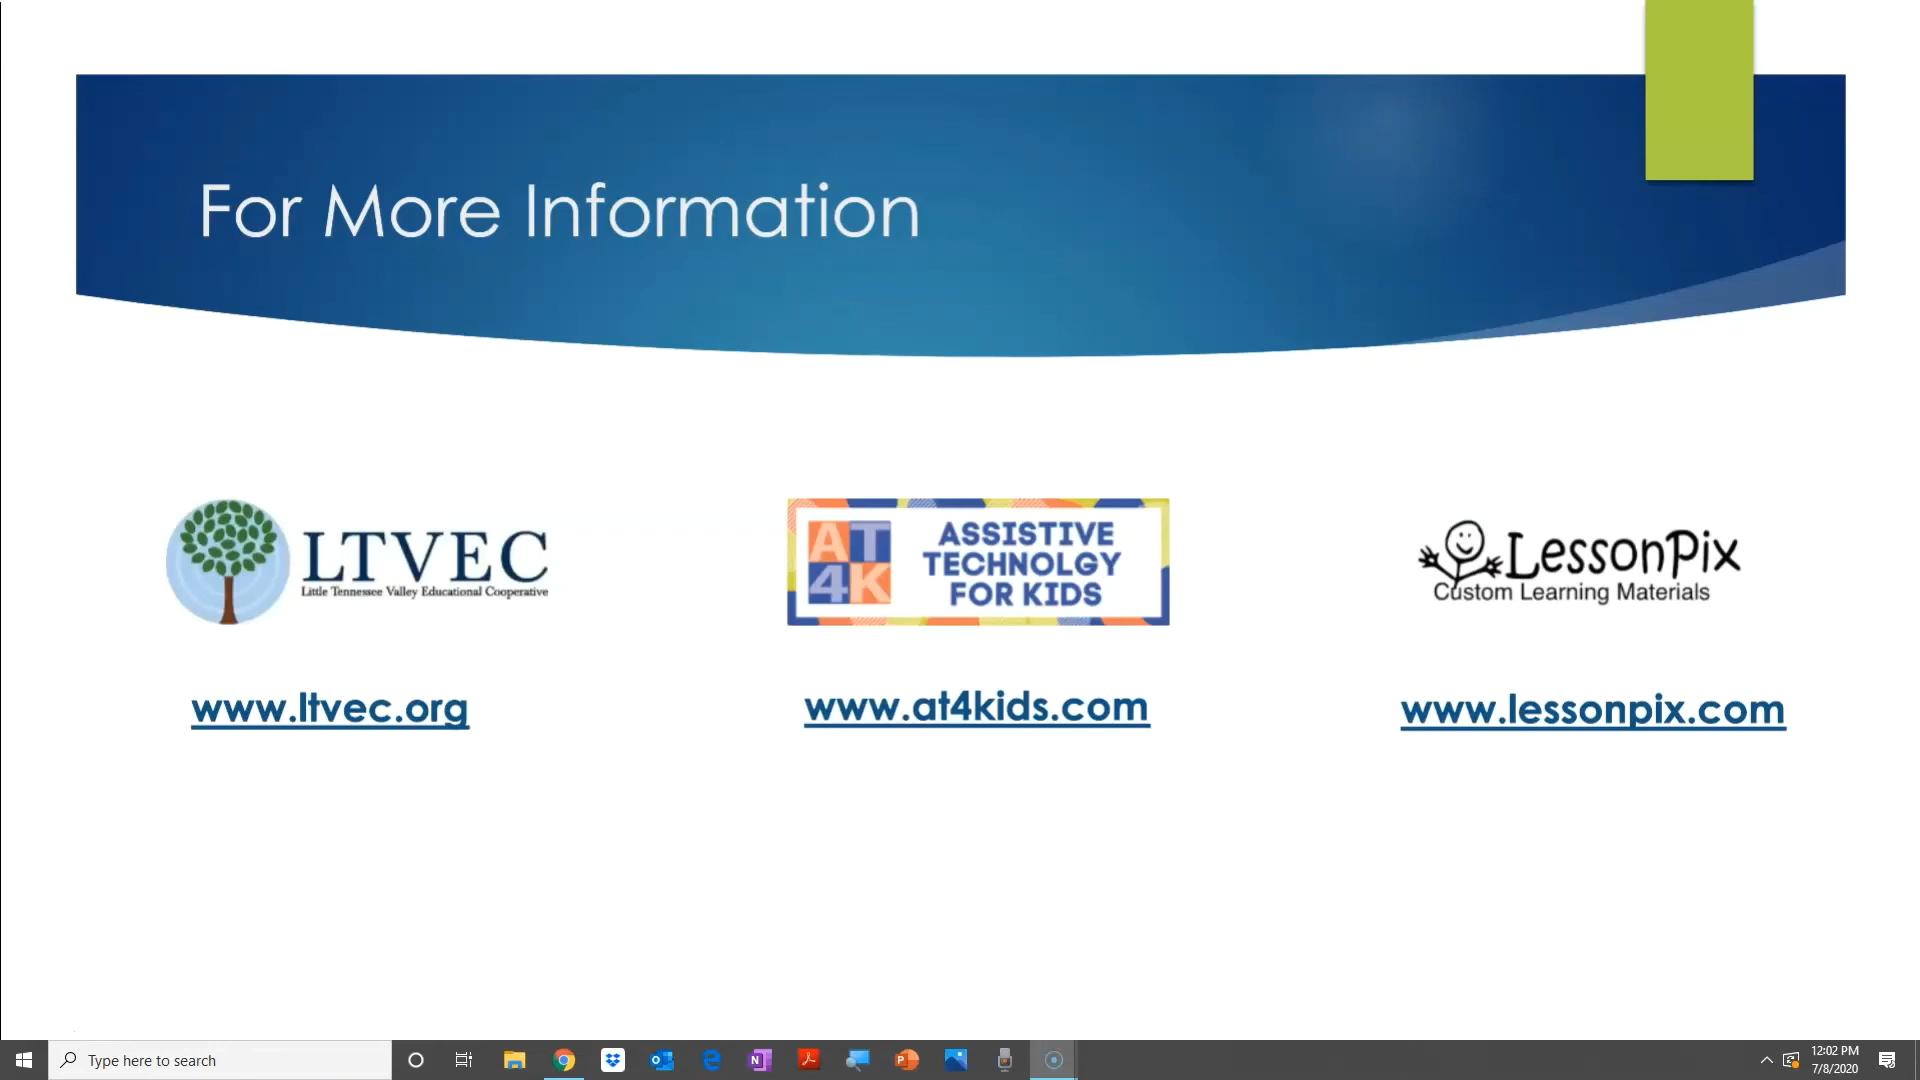 For More Information
LTVEC
Little Tennessee Valley Educational Cooperative
www.ltvec.org
AT
4K
ASSISTIVE
TECHNOLGY
FOR KIDS
www.at4kids.com
LessonPix
Custom Learning Materials
www.lessonpix.com
Type here to search
12:02 PM
7/8/2020